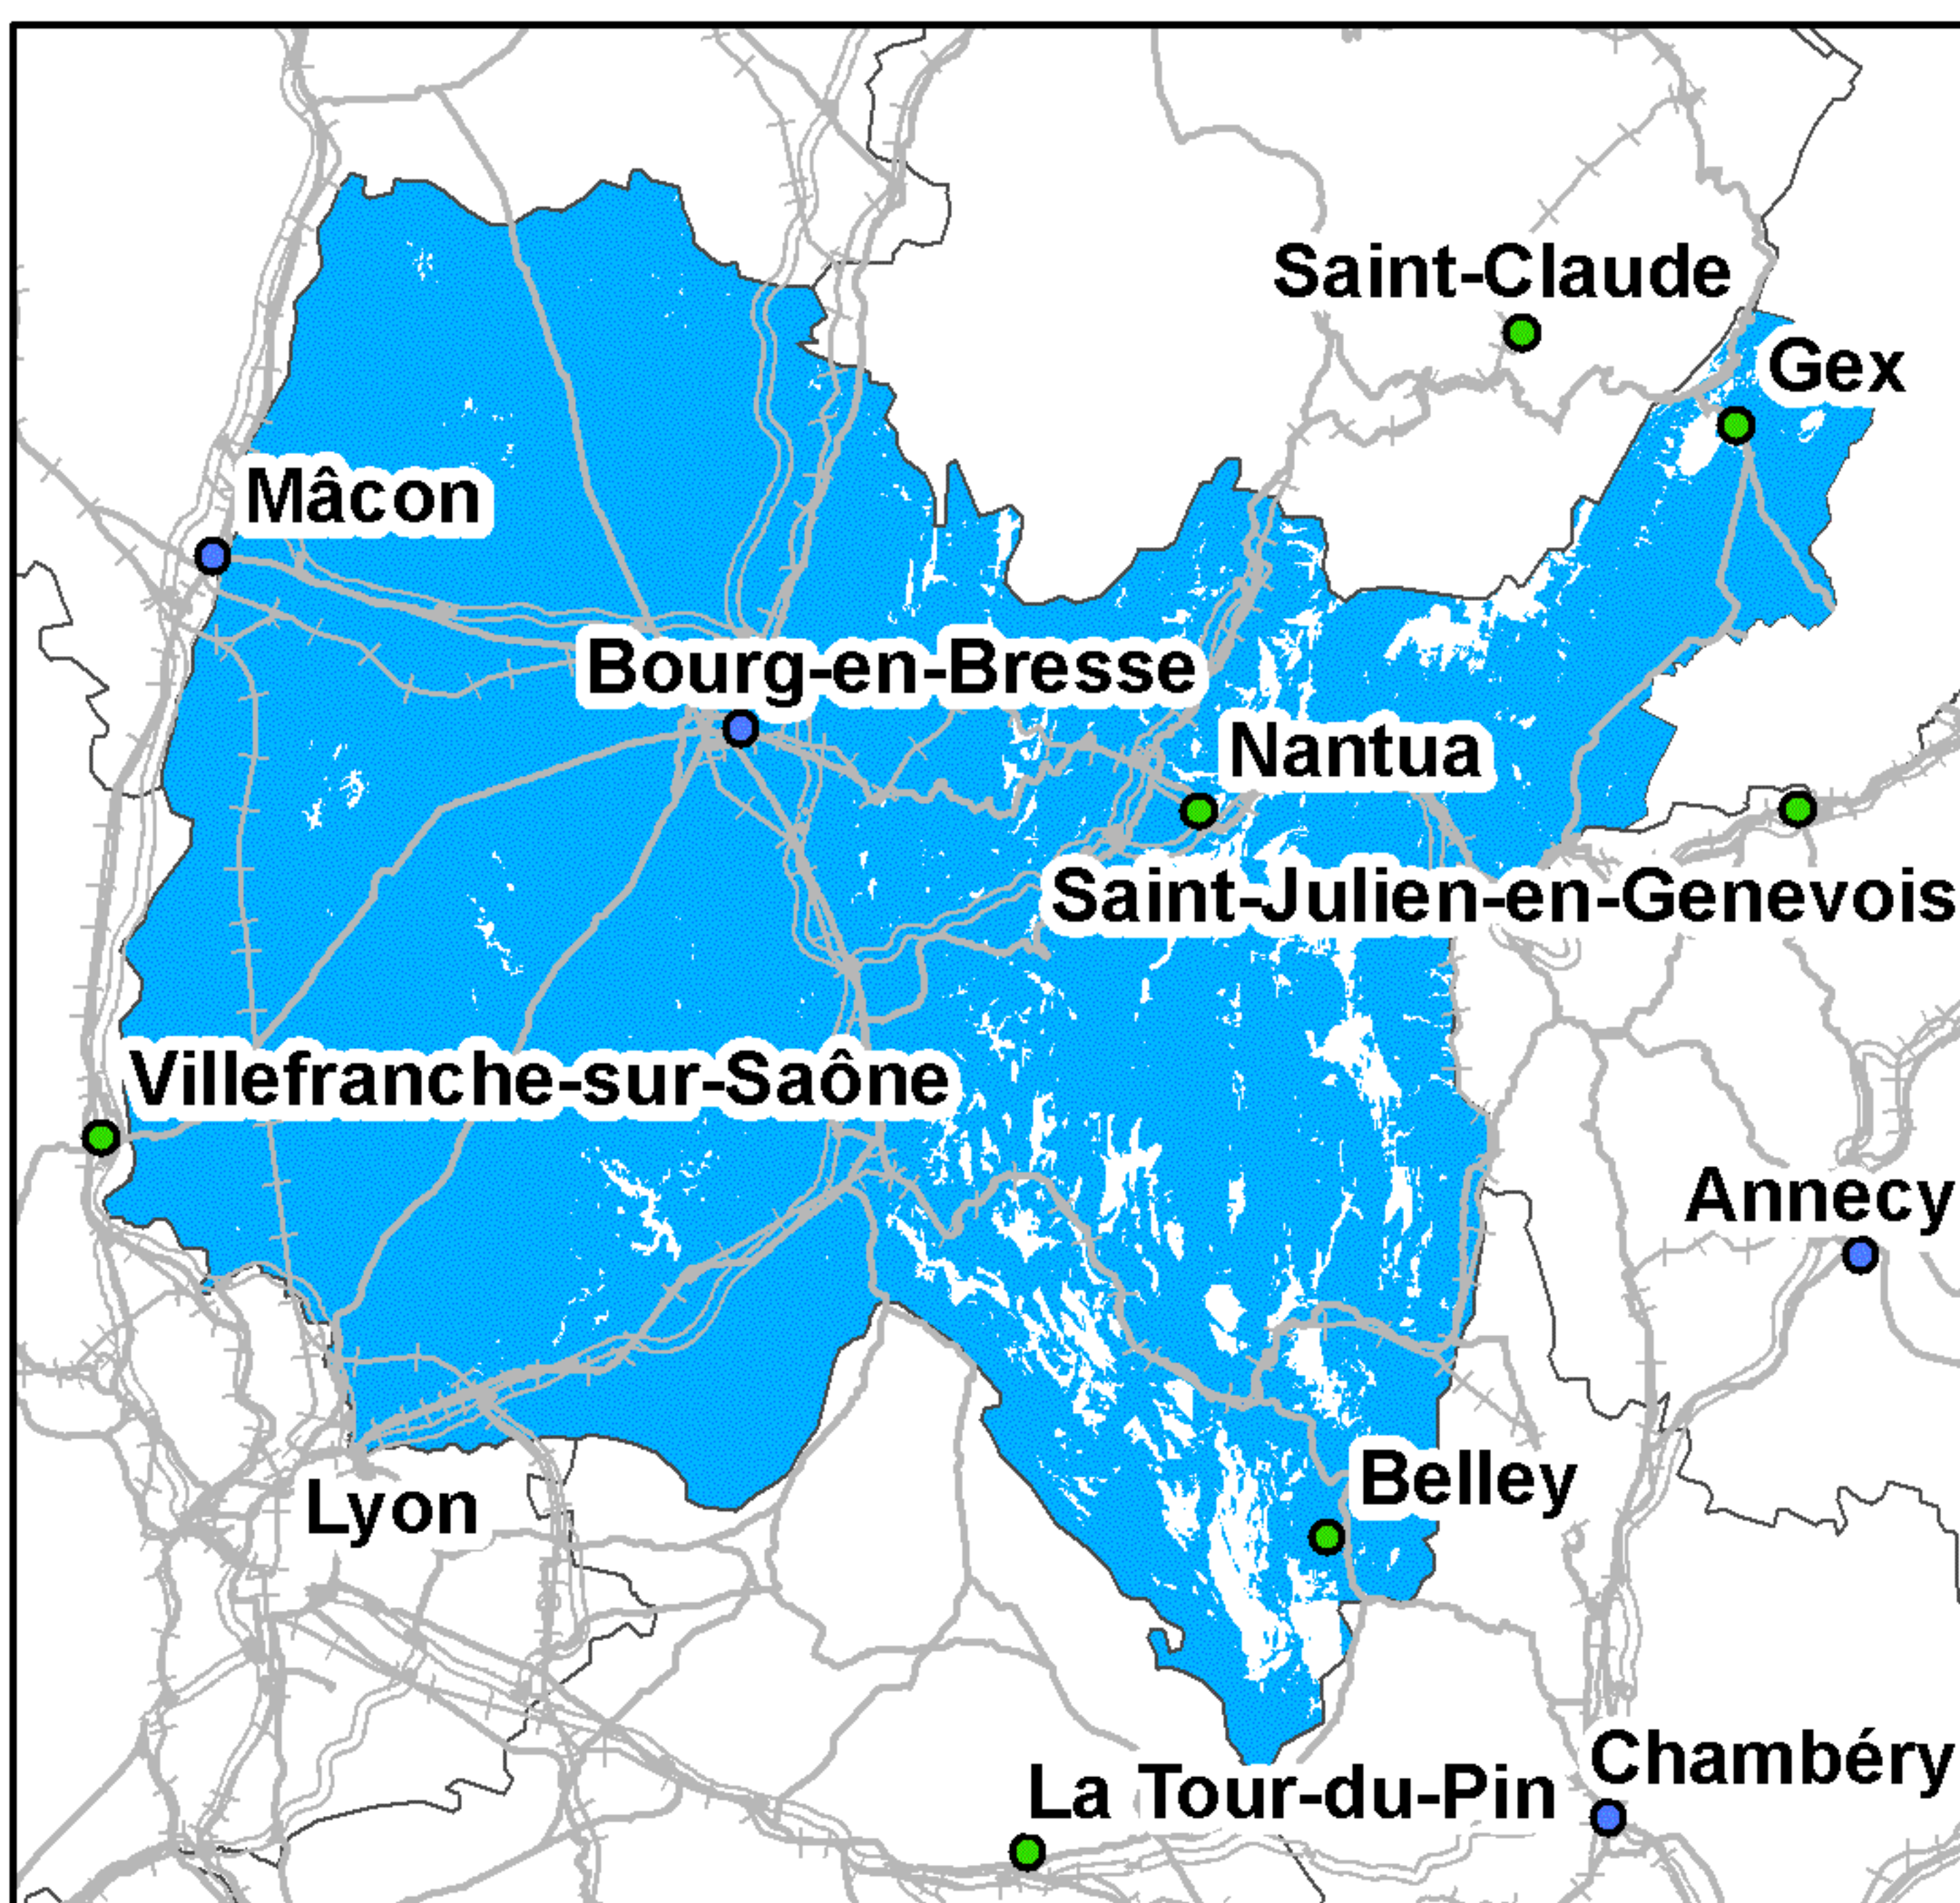 Saint-Claude
Gex
Mâcon
Bourg-en-Bresse
Nantua
Saint-Julien-en-Genevois
Villefranche-sur-Saône
Annecy
Belley
Lyon
Chambéry
La Tour-du-Pin